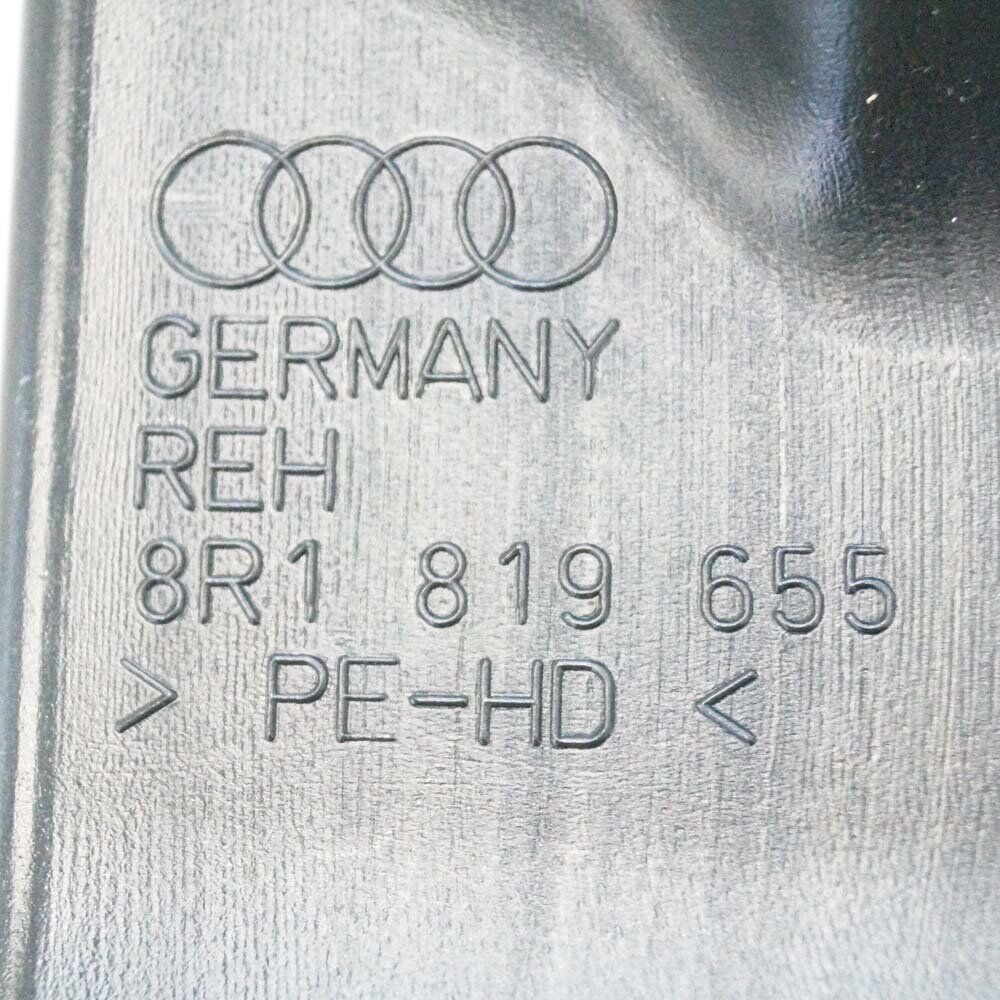 GERMANY
REH
8R1 819 655
> PE-HD <